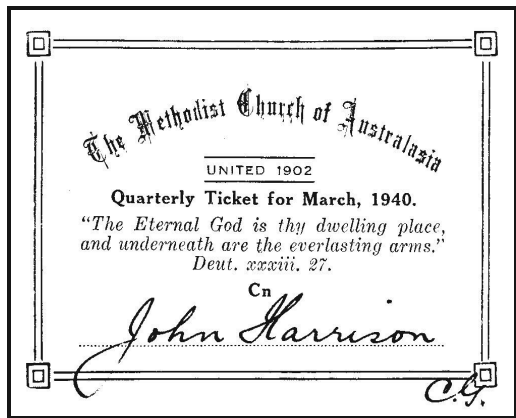 The Methodist Church of Australasia
UNITED 1902
Quarterly Ticket for March, 1940.
“The Eternal God is thy dwelling place,
and underneath are the everlasting arms.”
Deut. xxxiii. 27.
Cn
John Harrison
C.G.